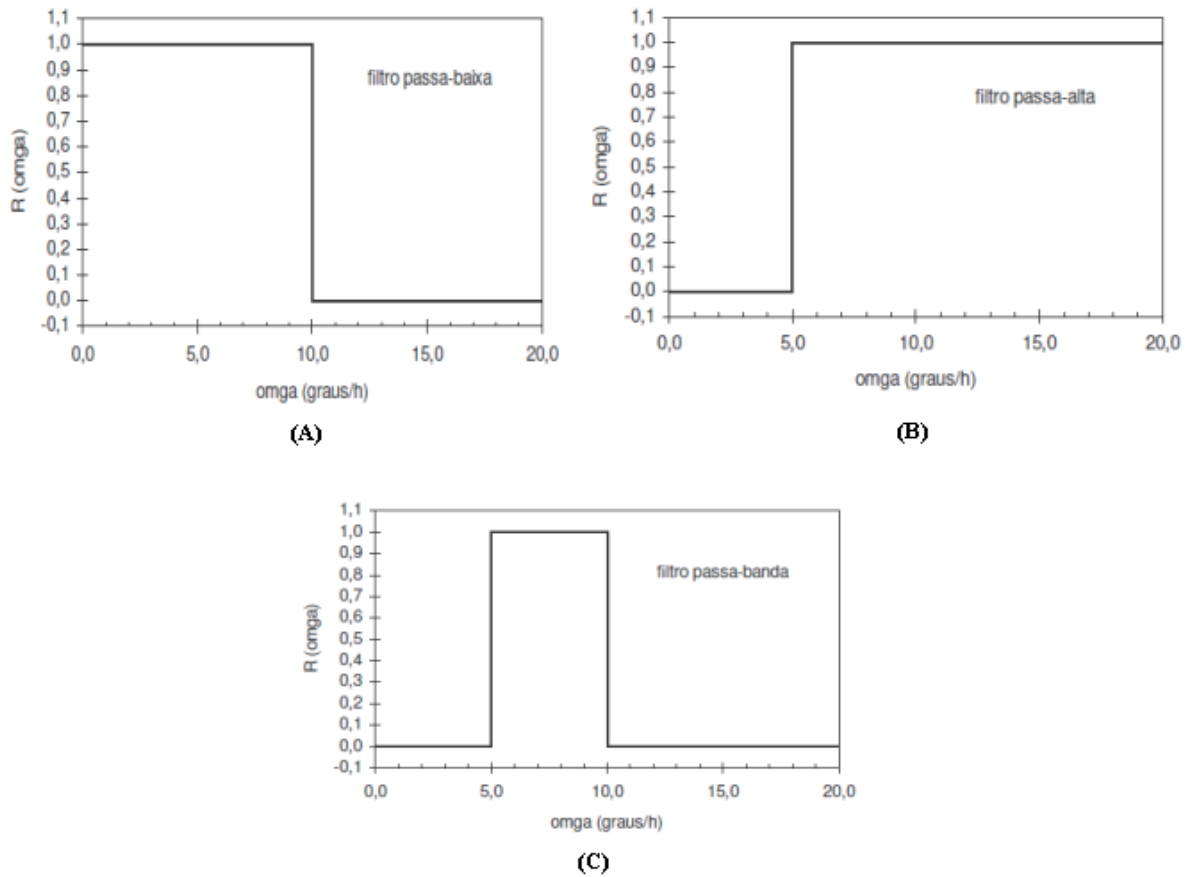 1,1
1,0
0,9
0,8
0,7
0,6
0,5
0,4
0,3
0,2
0,1
0,0
-0,1
R (omga)
filtro passa-baixa
0,0 5,0 10,0 15,0 20,0
omga (graus/h)
(A)
1,1
1,0
0,9
0,8
0,7
0,6
0,5
0,4
0,3
0,2
0,1
0,0
-0,1
R (omga)
filtro passa-alta
0,0 5,0 10,0 15,0 20,0
omga (graus/h)
(B)
1,1
1,0
0,9
0,8
0,7
0,6
0,5
0,4
0,3
0,2
0,1
0,0
-0,1
R (omga)
filtro passa-banda
0,0 5,0 10,0 15,0 20,0
omga (graus/h)
(C)